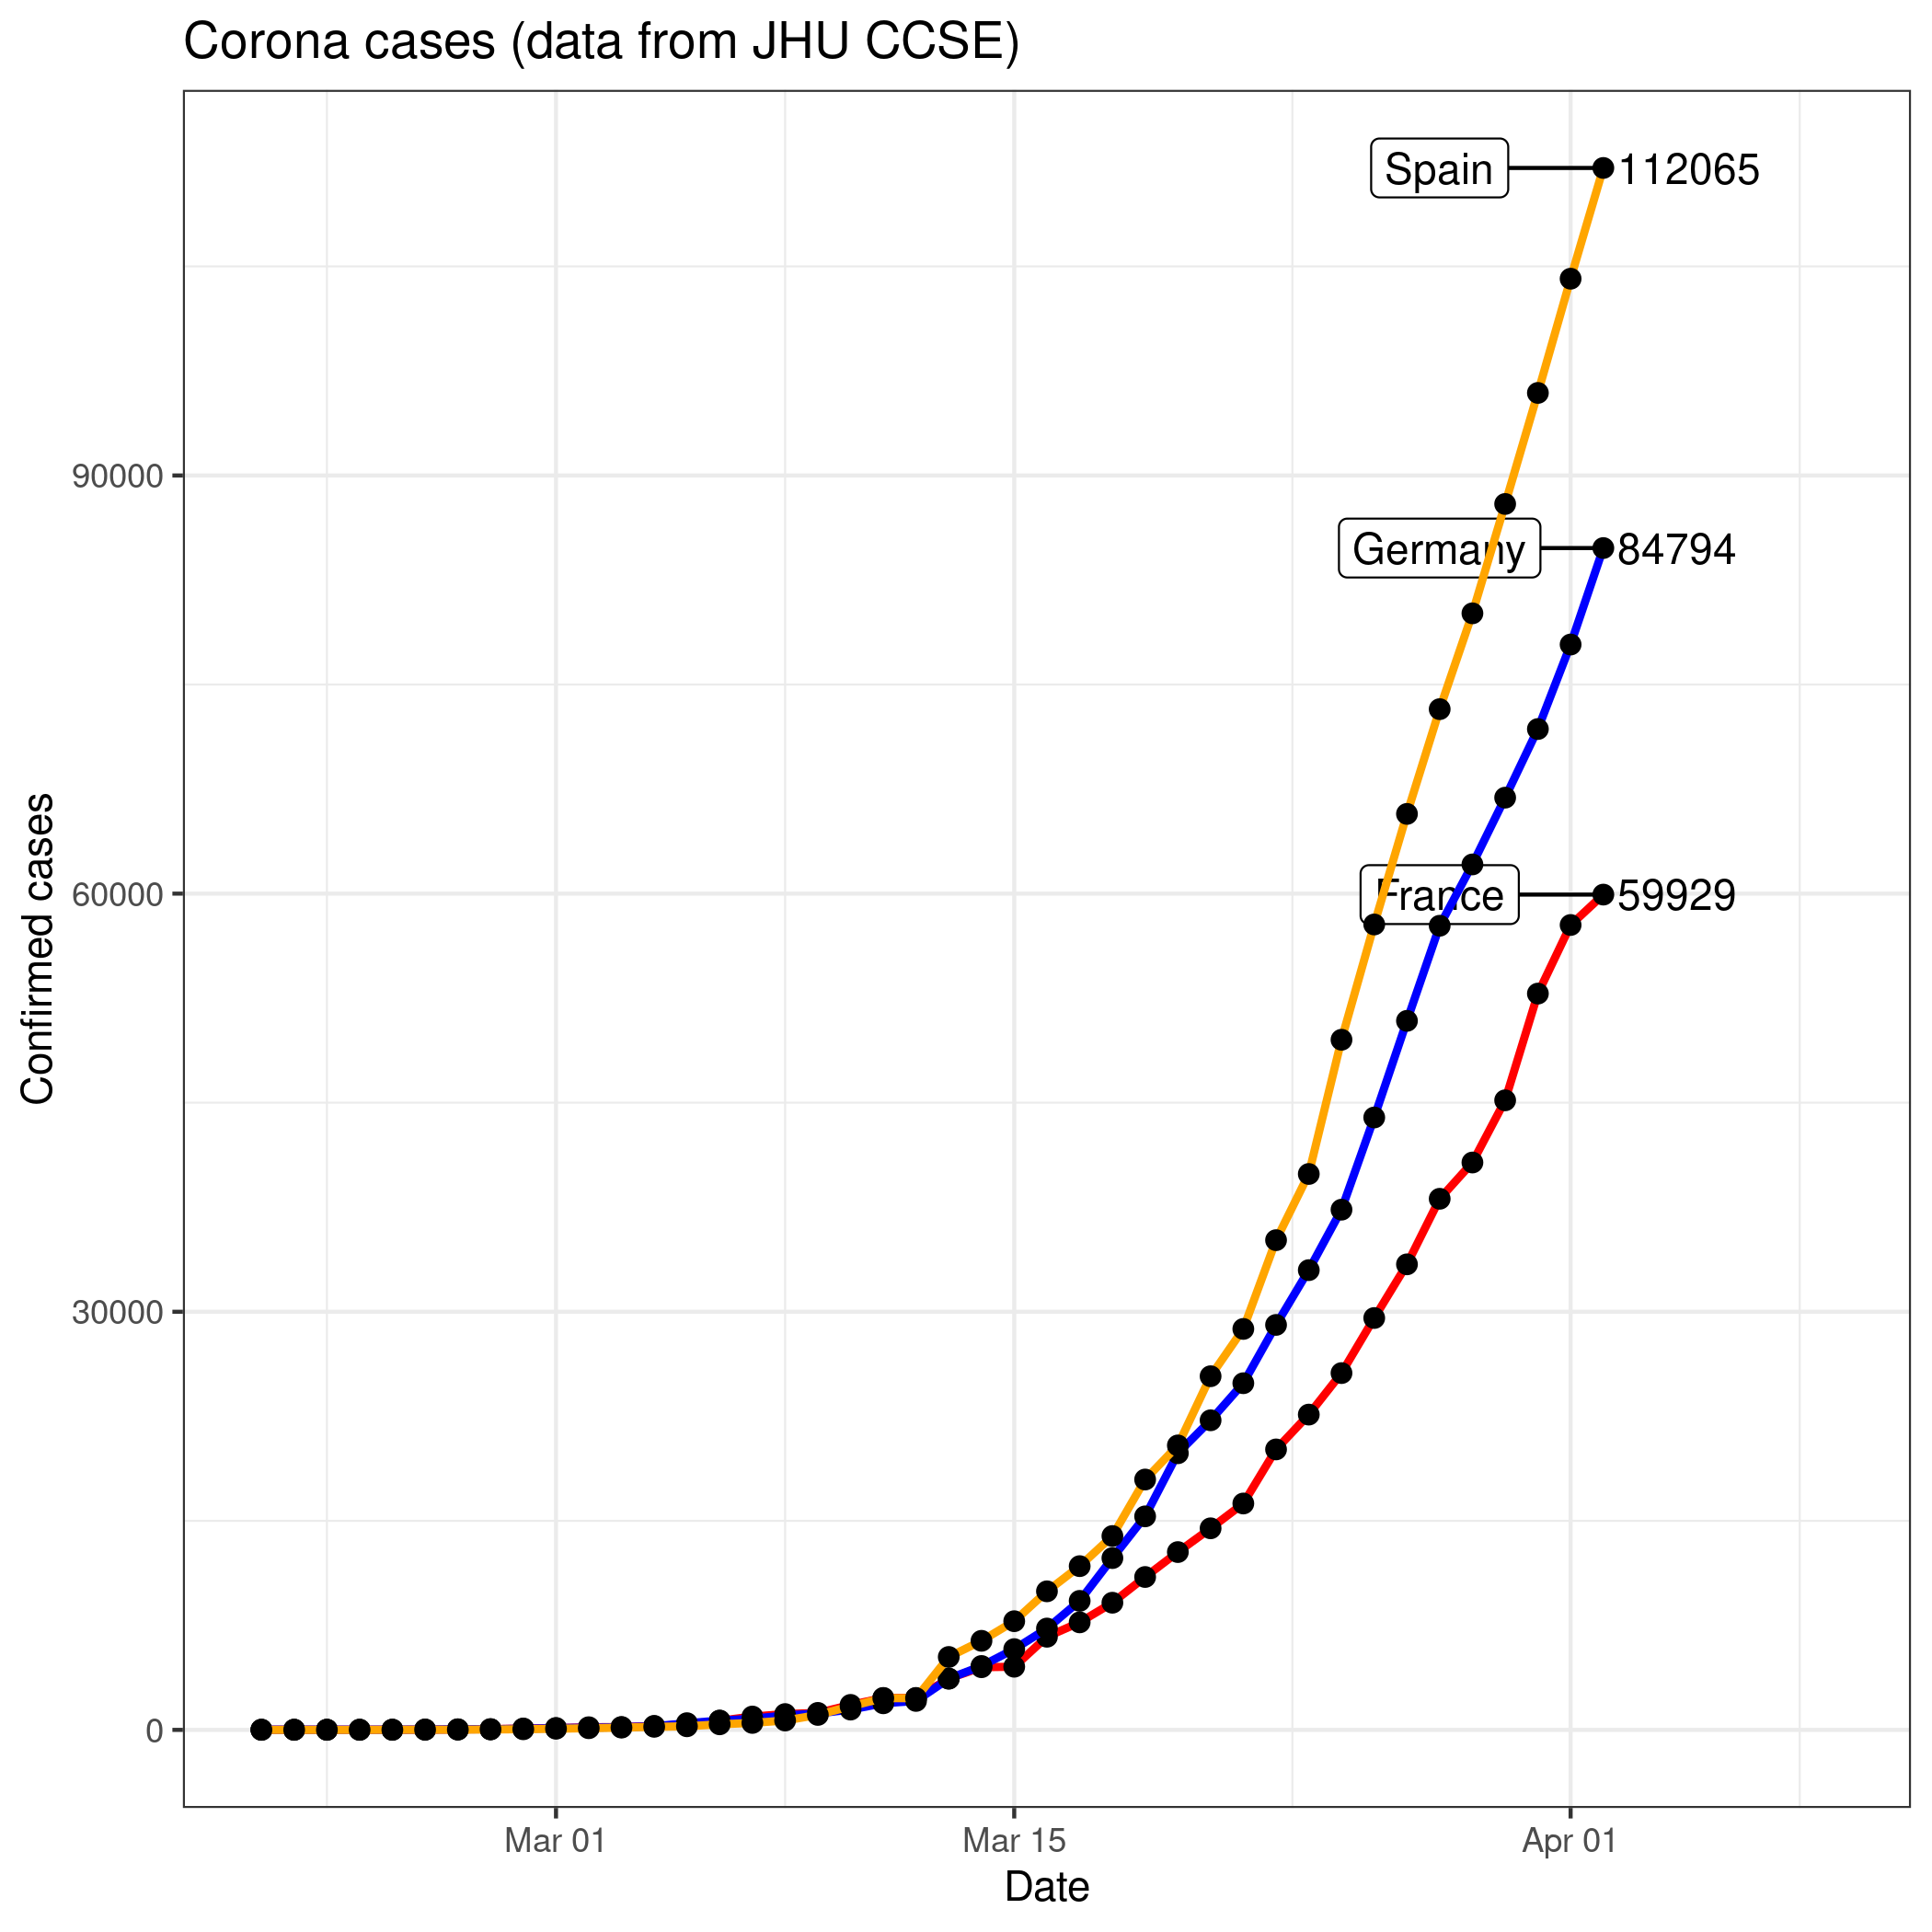 Corona cases (data from JHU CCSE)
Spain 112065
90000
Germany 84794
60000
France 59929
Confirmed cases
30000
0
Mar 01 Mar 15 Apr 01
Date